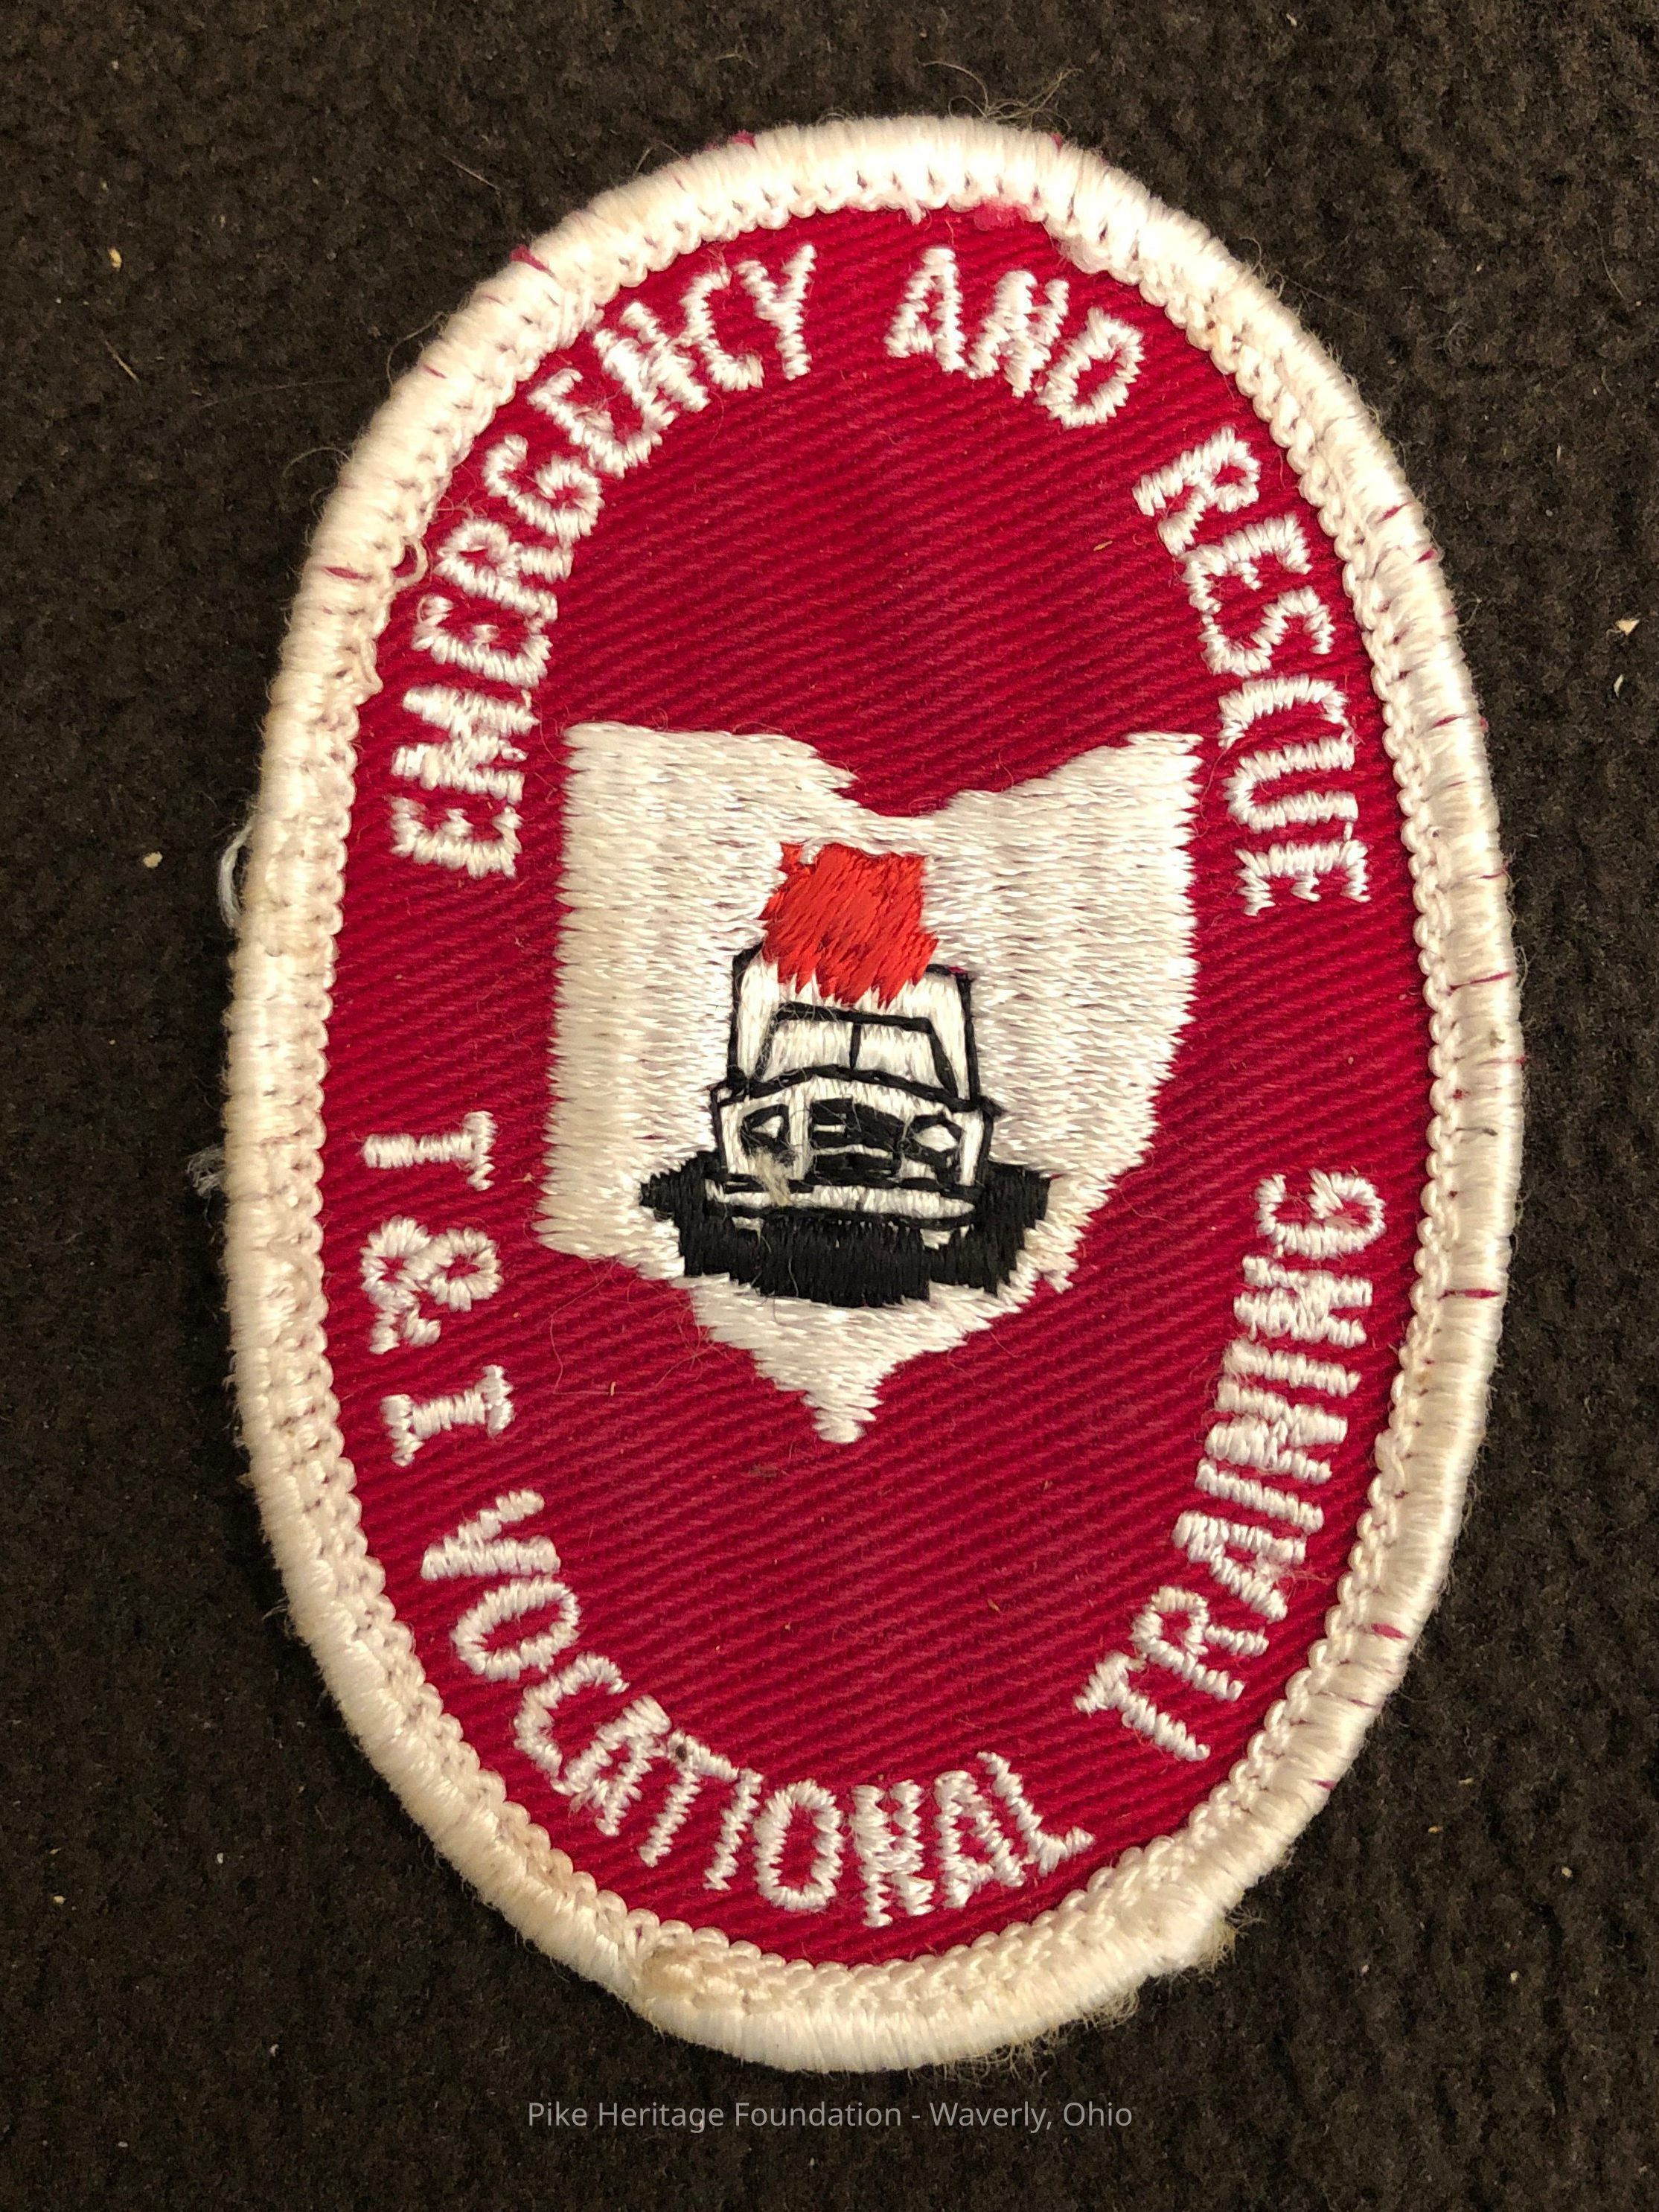 EMERGENCY AND RESCUE
T & I VOCATIONAL TRAINING
Pike Heritage Foundation - Waverly, Ohio